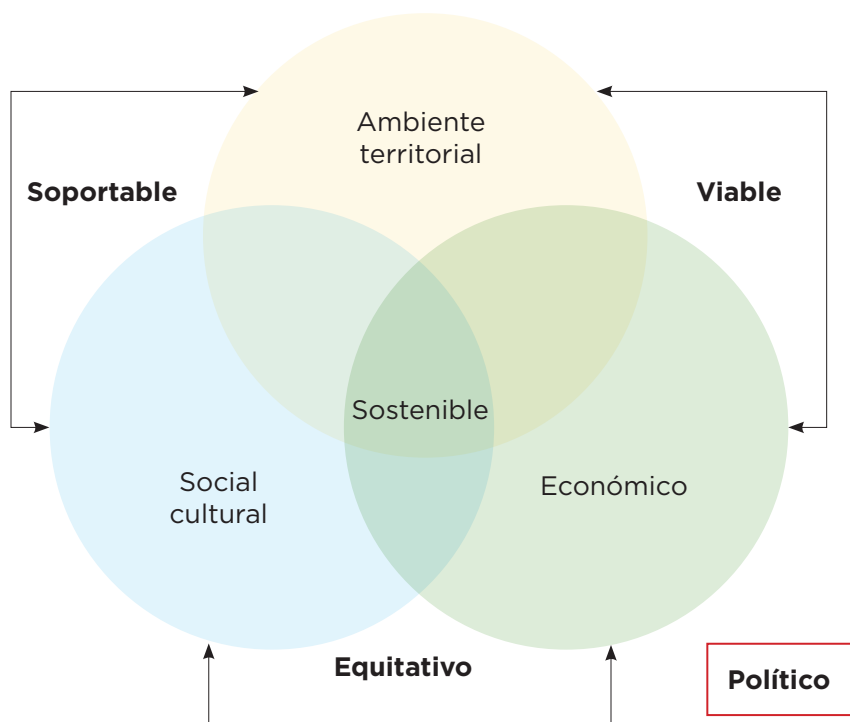 Ambiente
territorial
Soportable
Viable
Sostenible
Social
cultural
Económico
Equitativo
Político